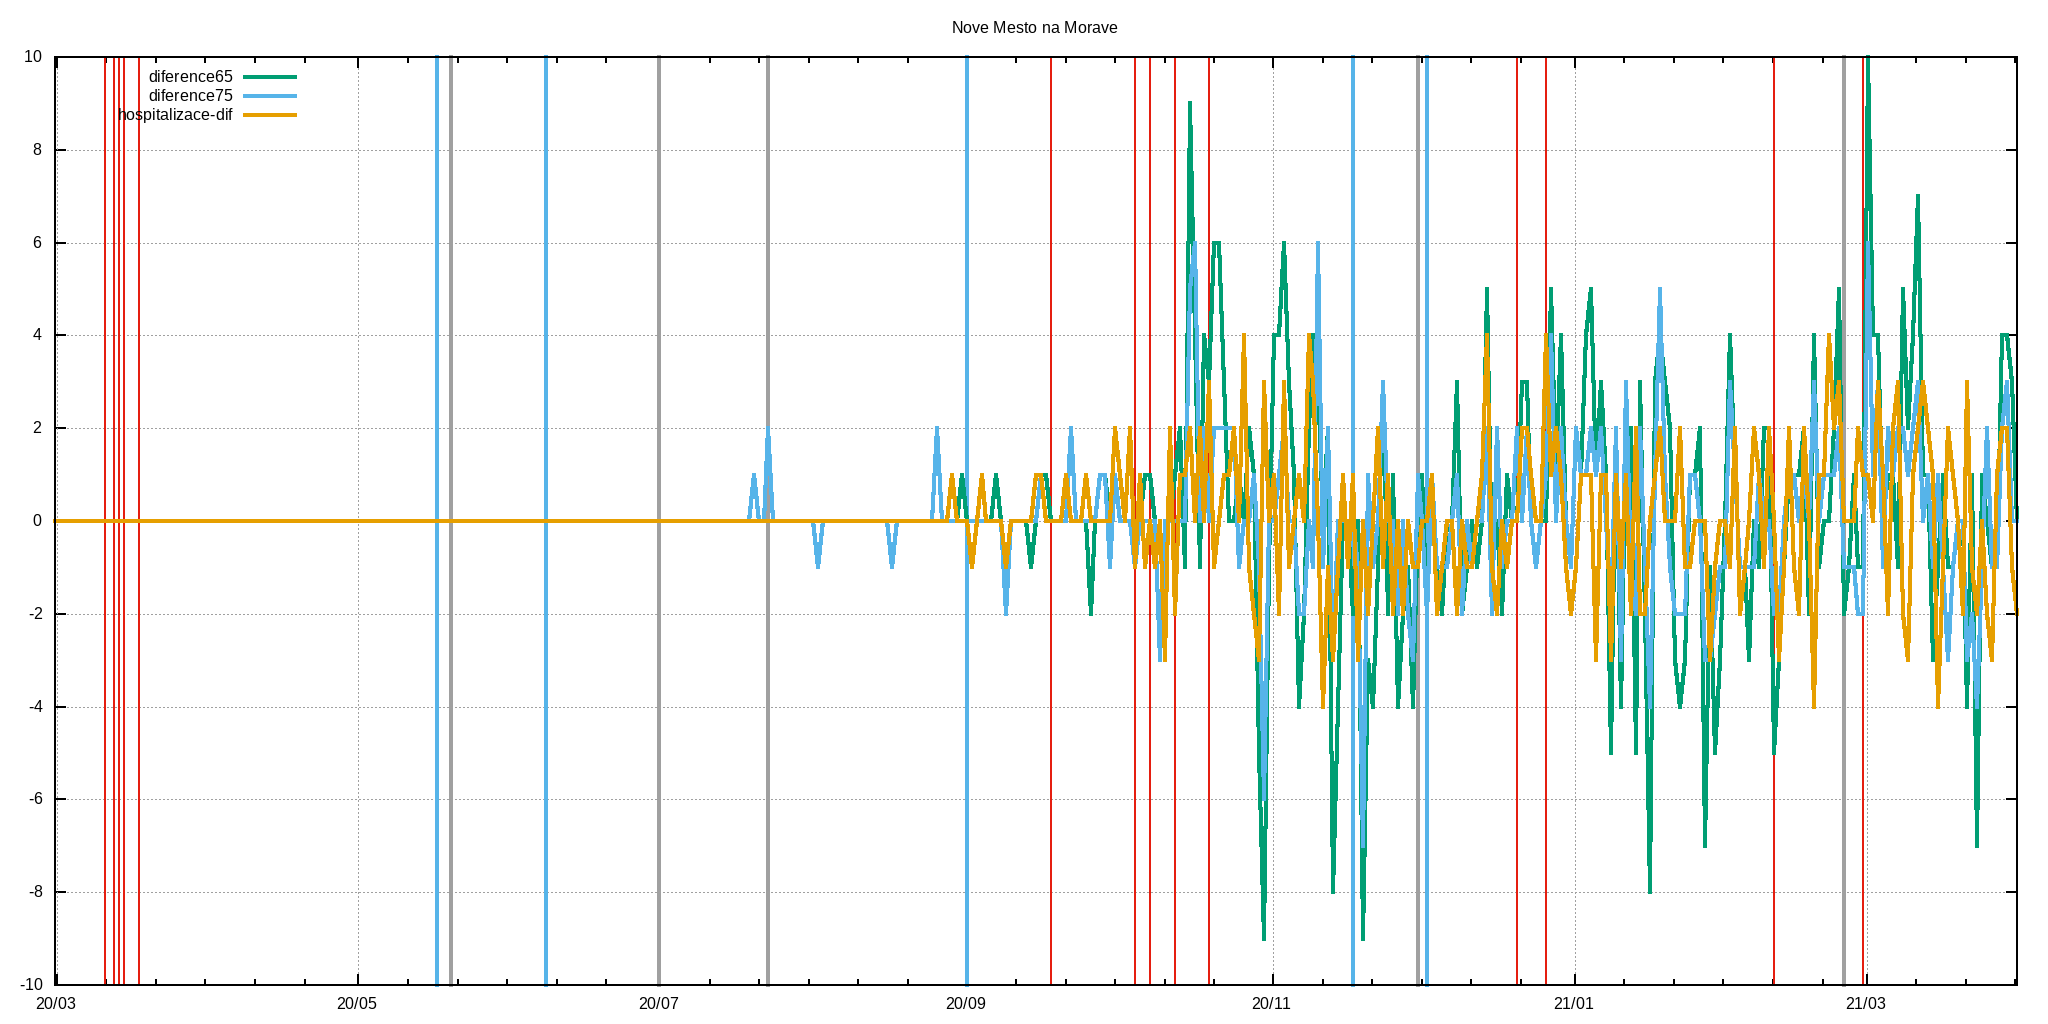 Nove Mesto na Morave
10
diference65
diference75
hospitalizace-dif
8
6
4
2
0
-2
-4
-6
-8
-10
20/03 20/05 20/07 20/09 20/11 21/01 21/03